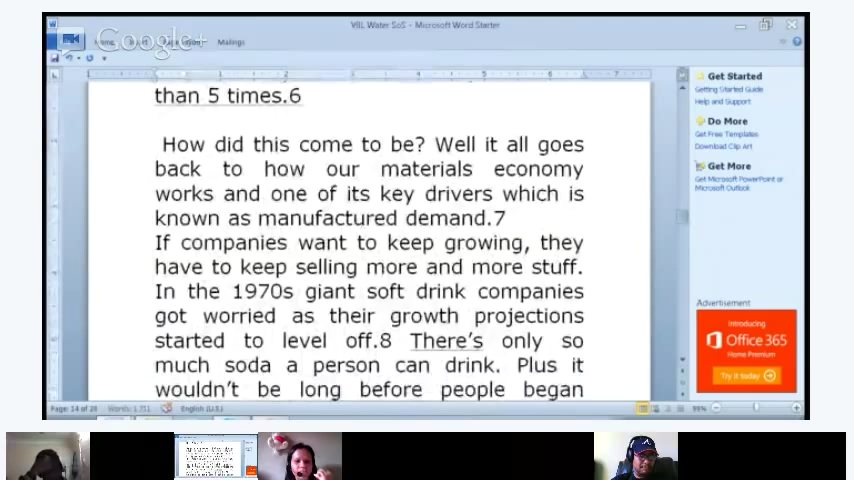 VRL Water SoS - Microsoft Word Starter
Google+
Home
Mailings
than 5 times.6
How did this come to be? Well it all goes
back to how our materials economy
works and one of its key drivers which is
known as manufactured demand.7
If companies want to keep growing, they
have to keep selling more and more stuff.
In the 1970s giant soft drink companies
got worried as their growth projections
started to level off.8 There's only so
much soda a person can drink. Plus it
wouldn't be long before people began
Get Started
Getting Started Guide
Help and Support
Do More
Get Free Templates
Download Clip Art
Get More
Get Microsoft PowerPoint or
Microsoft Outlook
Advertisement
Introducing
Office 365
Home Premium
Try it today
Page: 14 of 
Words: 1,711
English (U.S.)